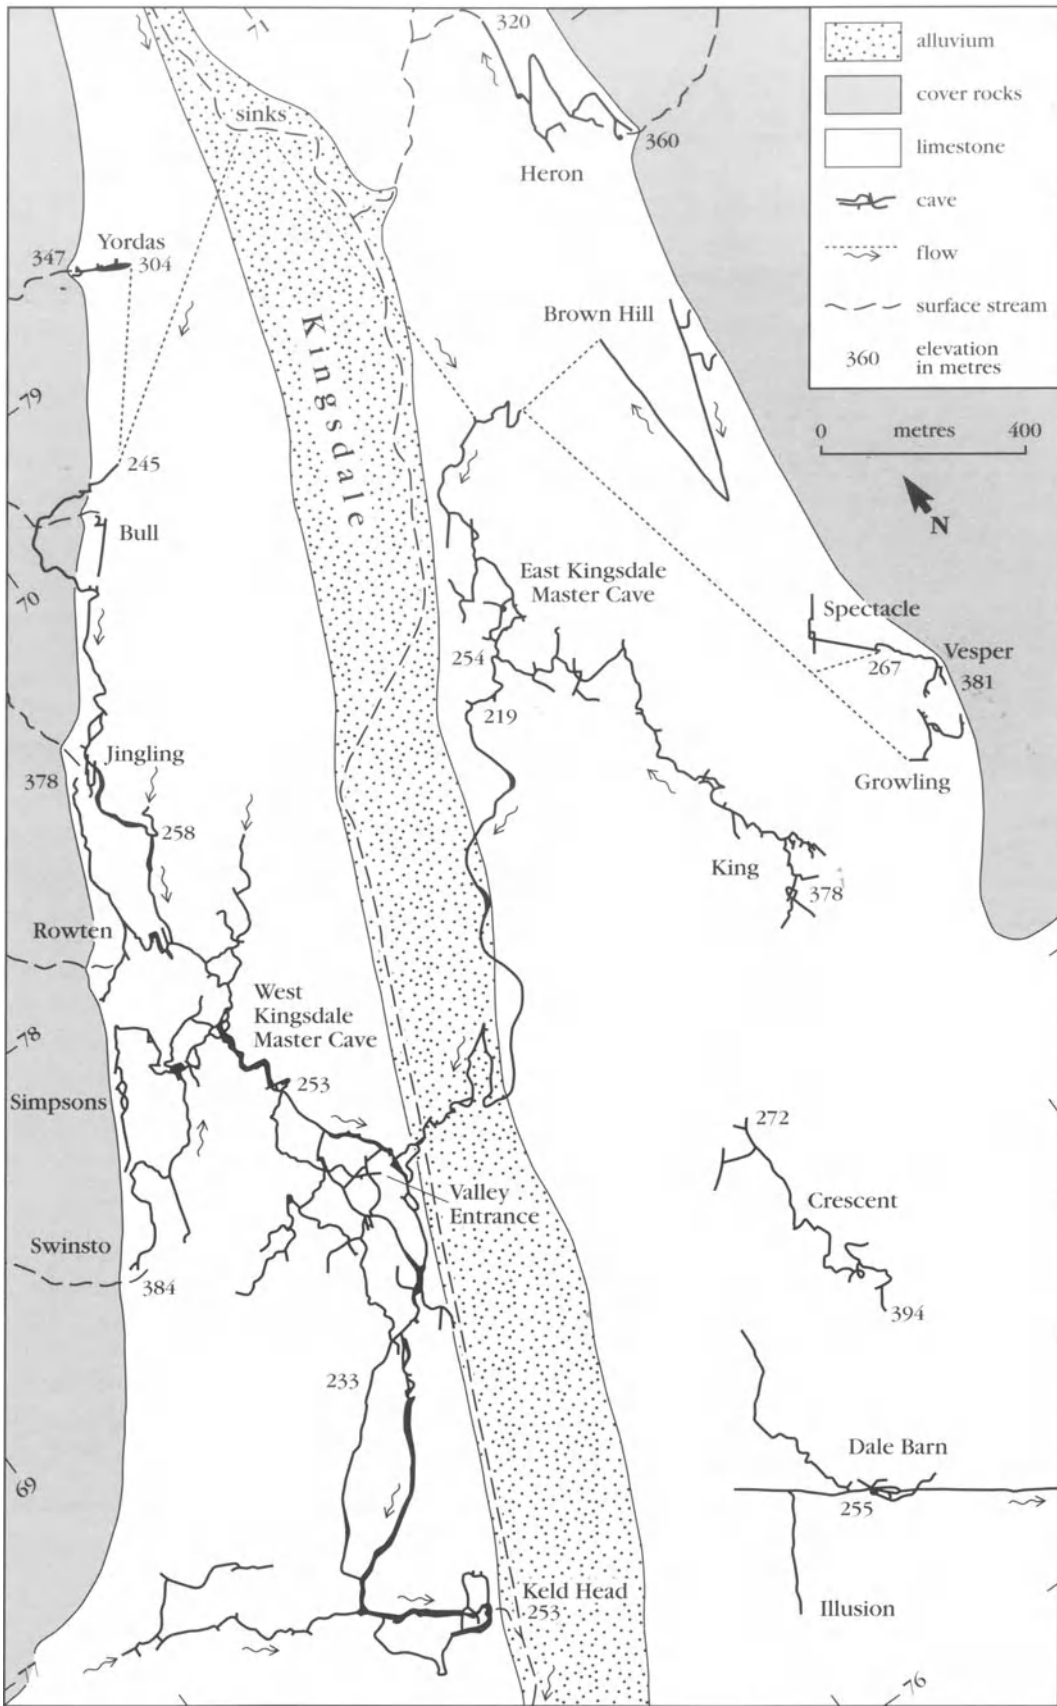 71
320
alluvium
cover rocks
limestone
cave
flow
surface stream
360
elevation
in metres
0 metres 400
N
sinks
360
Heron
Yordas
347
304
Kingsdale
Brown Hill
79
245
Bull
70
East Kingsdale
Master Cave
254
219
Spectacle
267
Vesper
381
Growling
Jingling
378
258
King
378
Rowten
West
Kingsdale
Master Cave
253
78
Simpsons
272
Crescent
394
Valley
Entrance
Swinsto
384
233
Dale Barn
255
69
Illusion
Keld Head
253
77
76